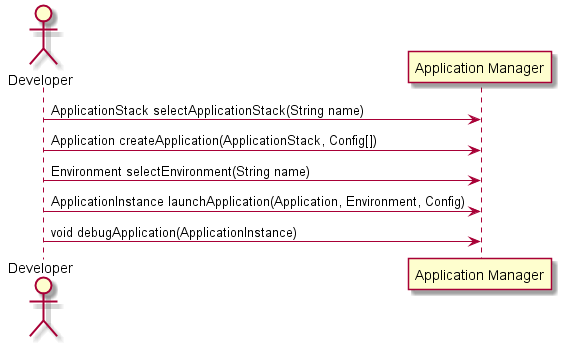 Developer
Application Manager
ApplicationStack selectApplicationStack(String name)
Application createApplication(ApplicationStack, Config[])
Environment selectEnvironment(String name)
ApplicationInstance launchApplication(Application, Environment, Config)
void debugApplication(ApplicationInstance)
Developer
Application Manager